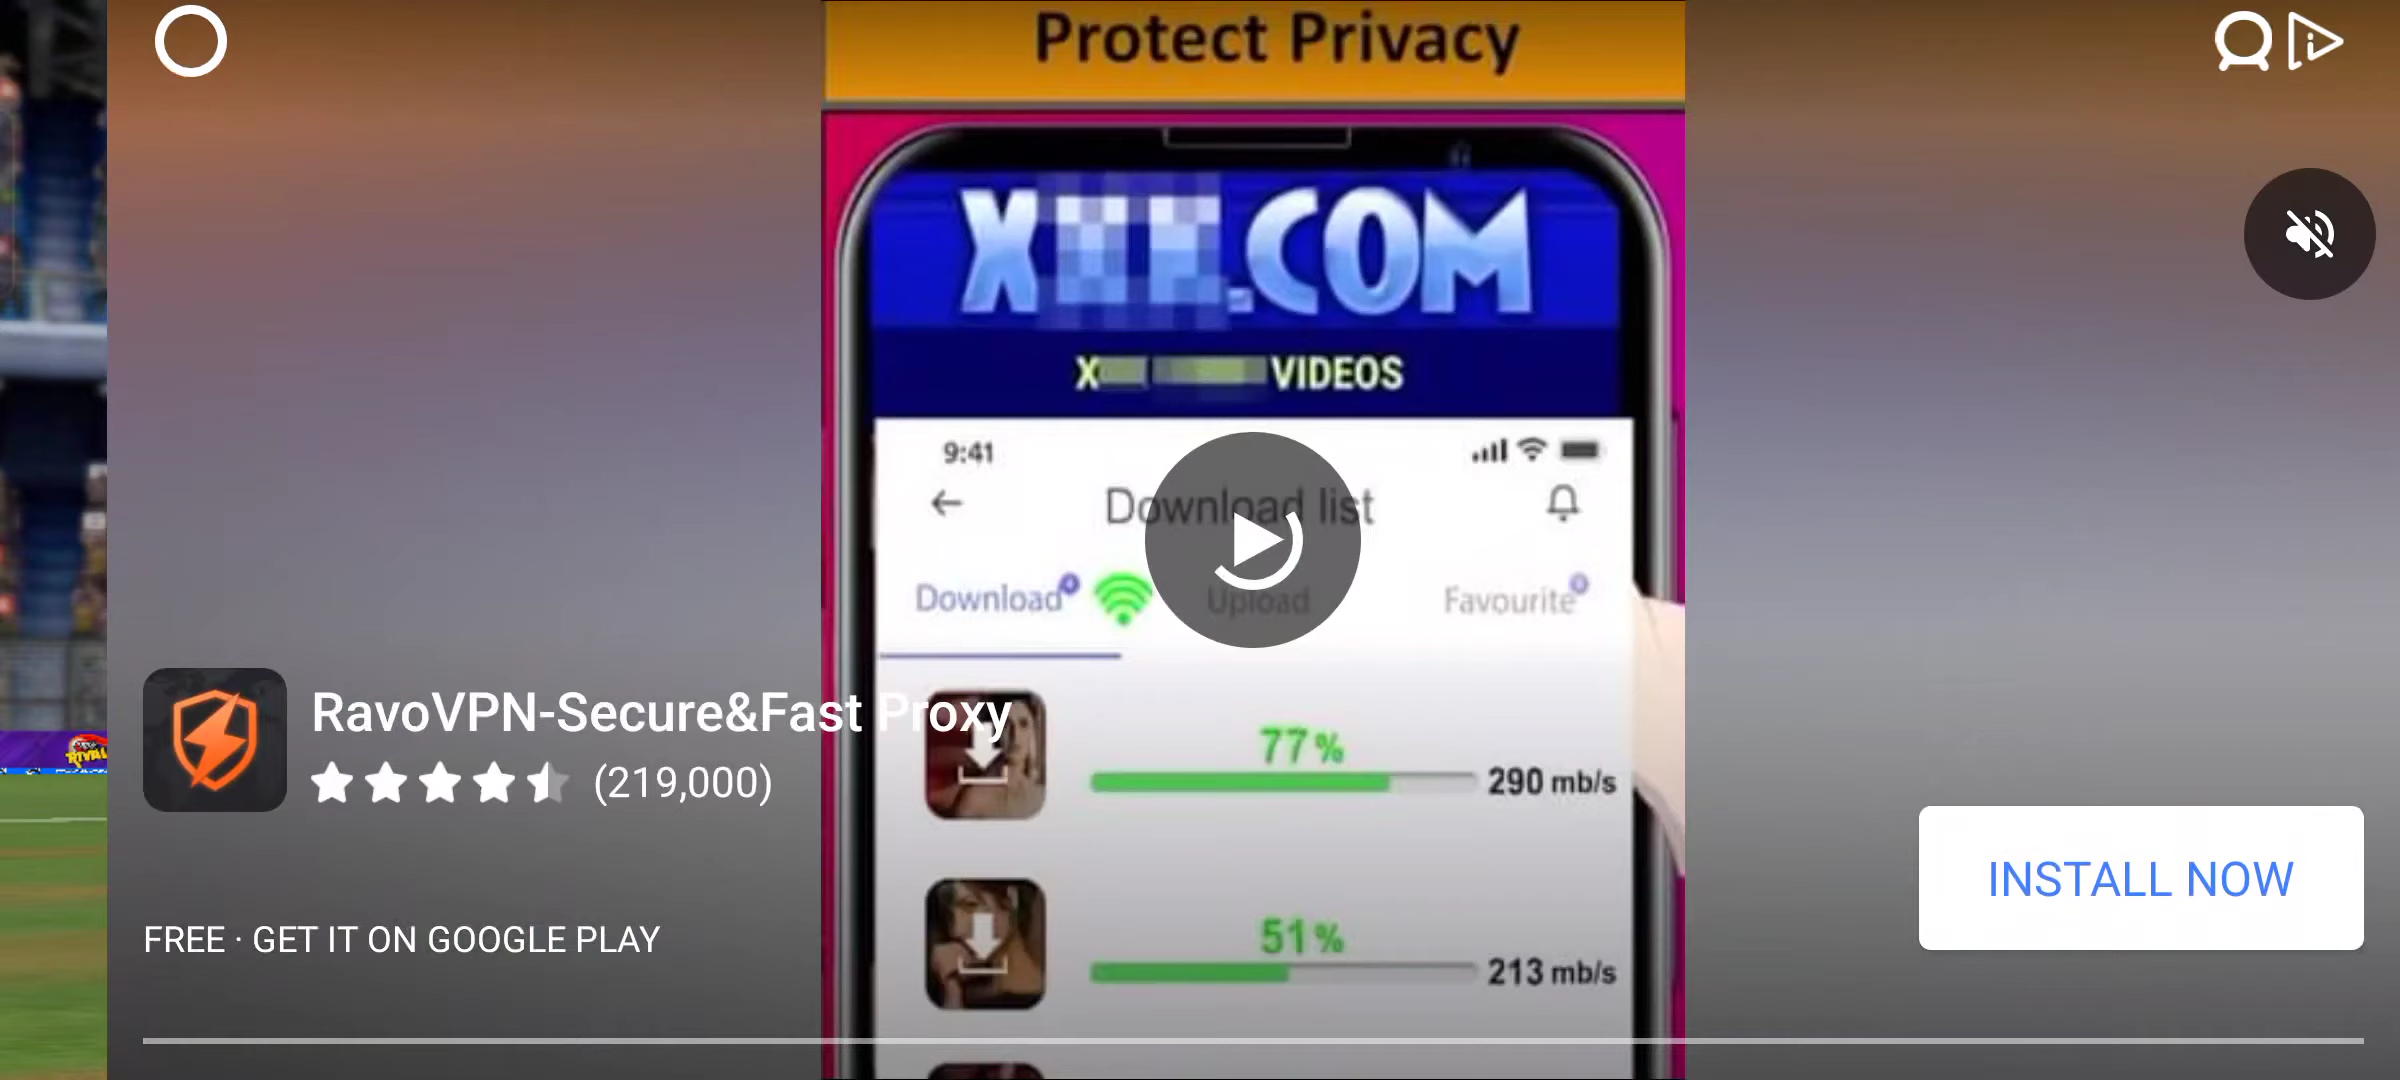 Protect Privacy
X .COM
X VIDEOS
9:41
Download list
Download 4
Upload
Favourite
RavoVPN-Secure&Fast Proxy
(219,000)
77%
290 mb/s
51%
213 mb/s
INSTALL NOW
FREE · GET IT ON GOOGLE PLAY